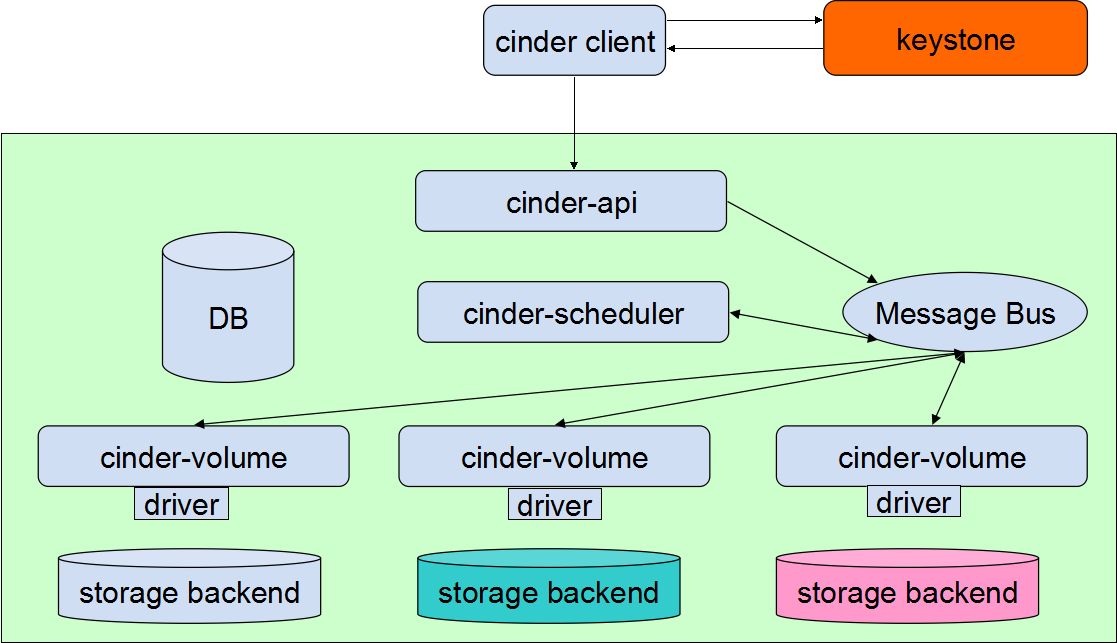 cinder client
keystone
cinder-api
DB
cinder-scheduler
Message Bus
cinder-volume
cinder-volume
cinder-volume
driver
driver
driver
storage backend
storage backend
storage backend